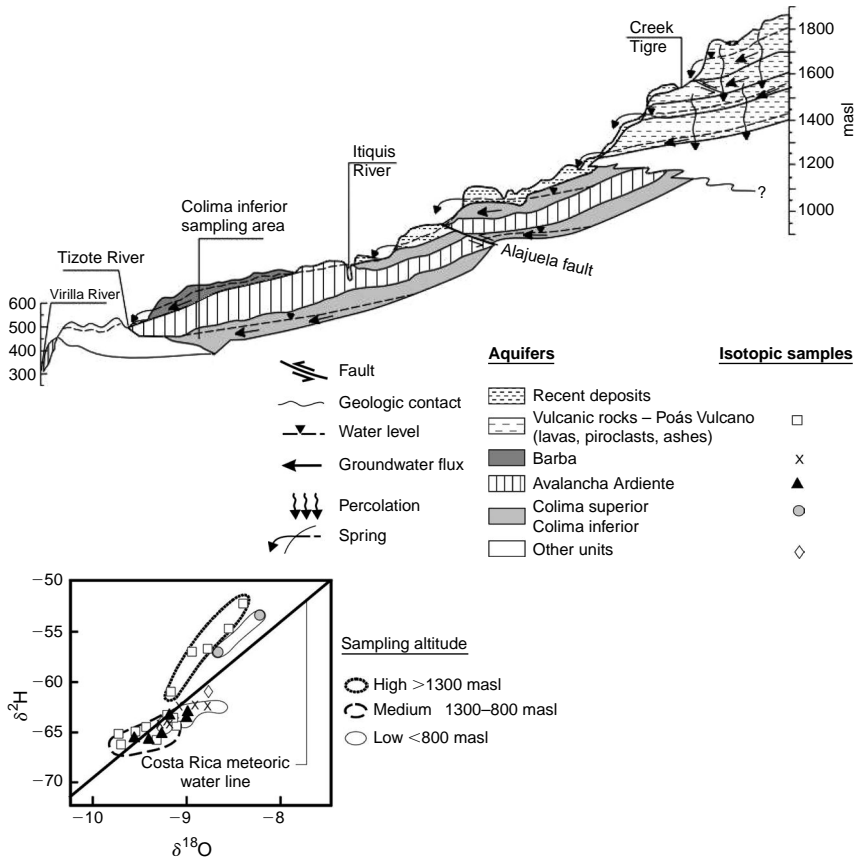 Creek
Tigre
1800
1600
1400
1200
1000
masl
?
Itiquis
River
Colima inferior
sampling area
Tizote River
Virilla River
Alajuela fault
600
500
400
300
Fault
Geologic contact
Water level
Groundwater flux
Percolation
Spring
Aquifers
Isotopic samples
Recent deposits
Vulcanic rocks – Poás Vulcano
(lavas, piroclasts, ashes)
Barba
Avalancha Ardiente
Colima superior
Colima inferior
Other units
−50
−55
−60
−65
−70
δ²H
−10
−9
−8
δ¹⁸O
Costa Rica meteoric
water line
Sampling altitude
High >1300 masl
Medium 1300–800 masl
Low <800 masl